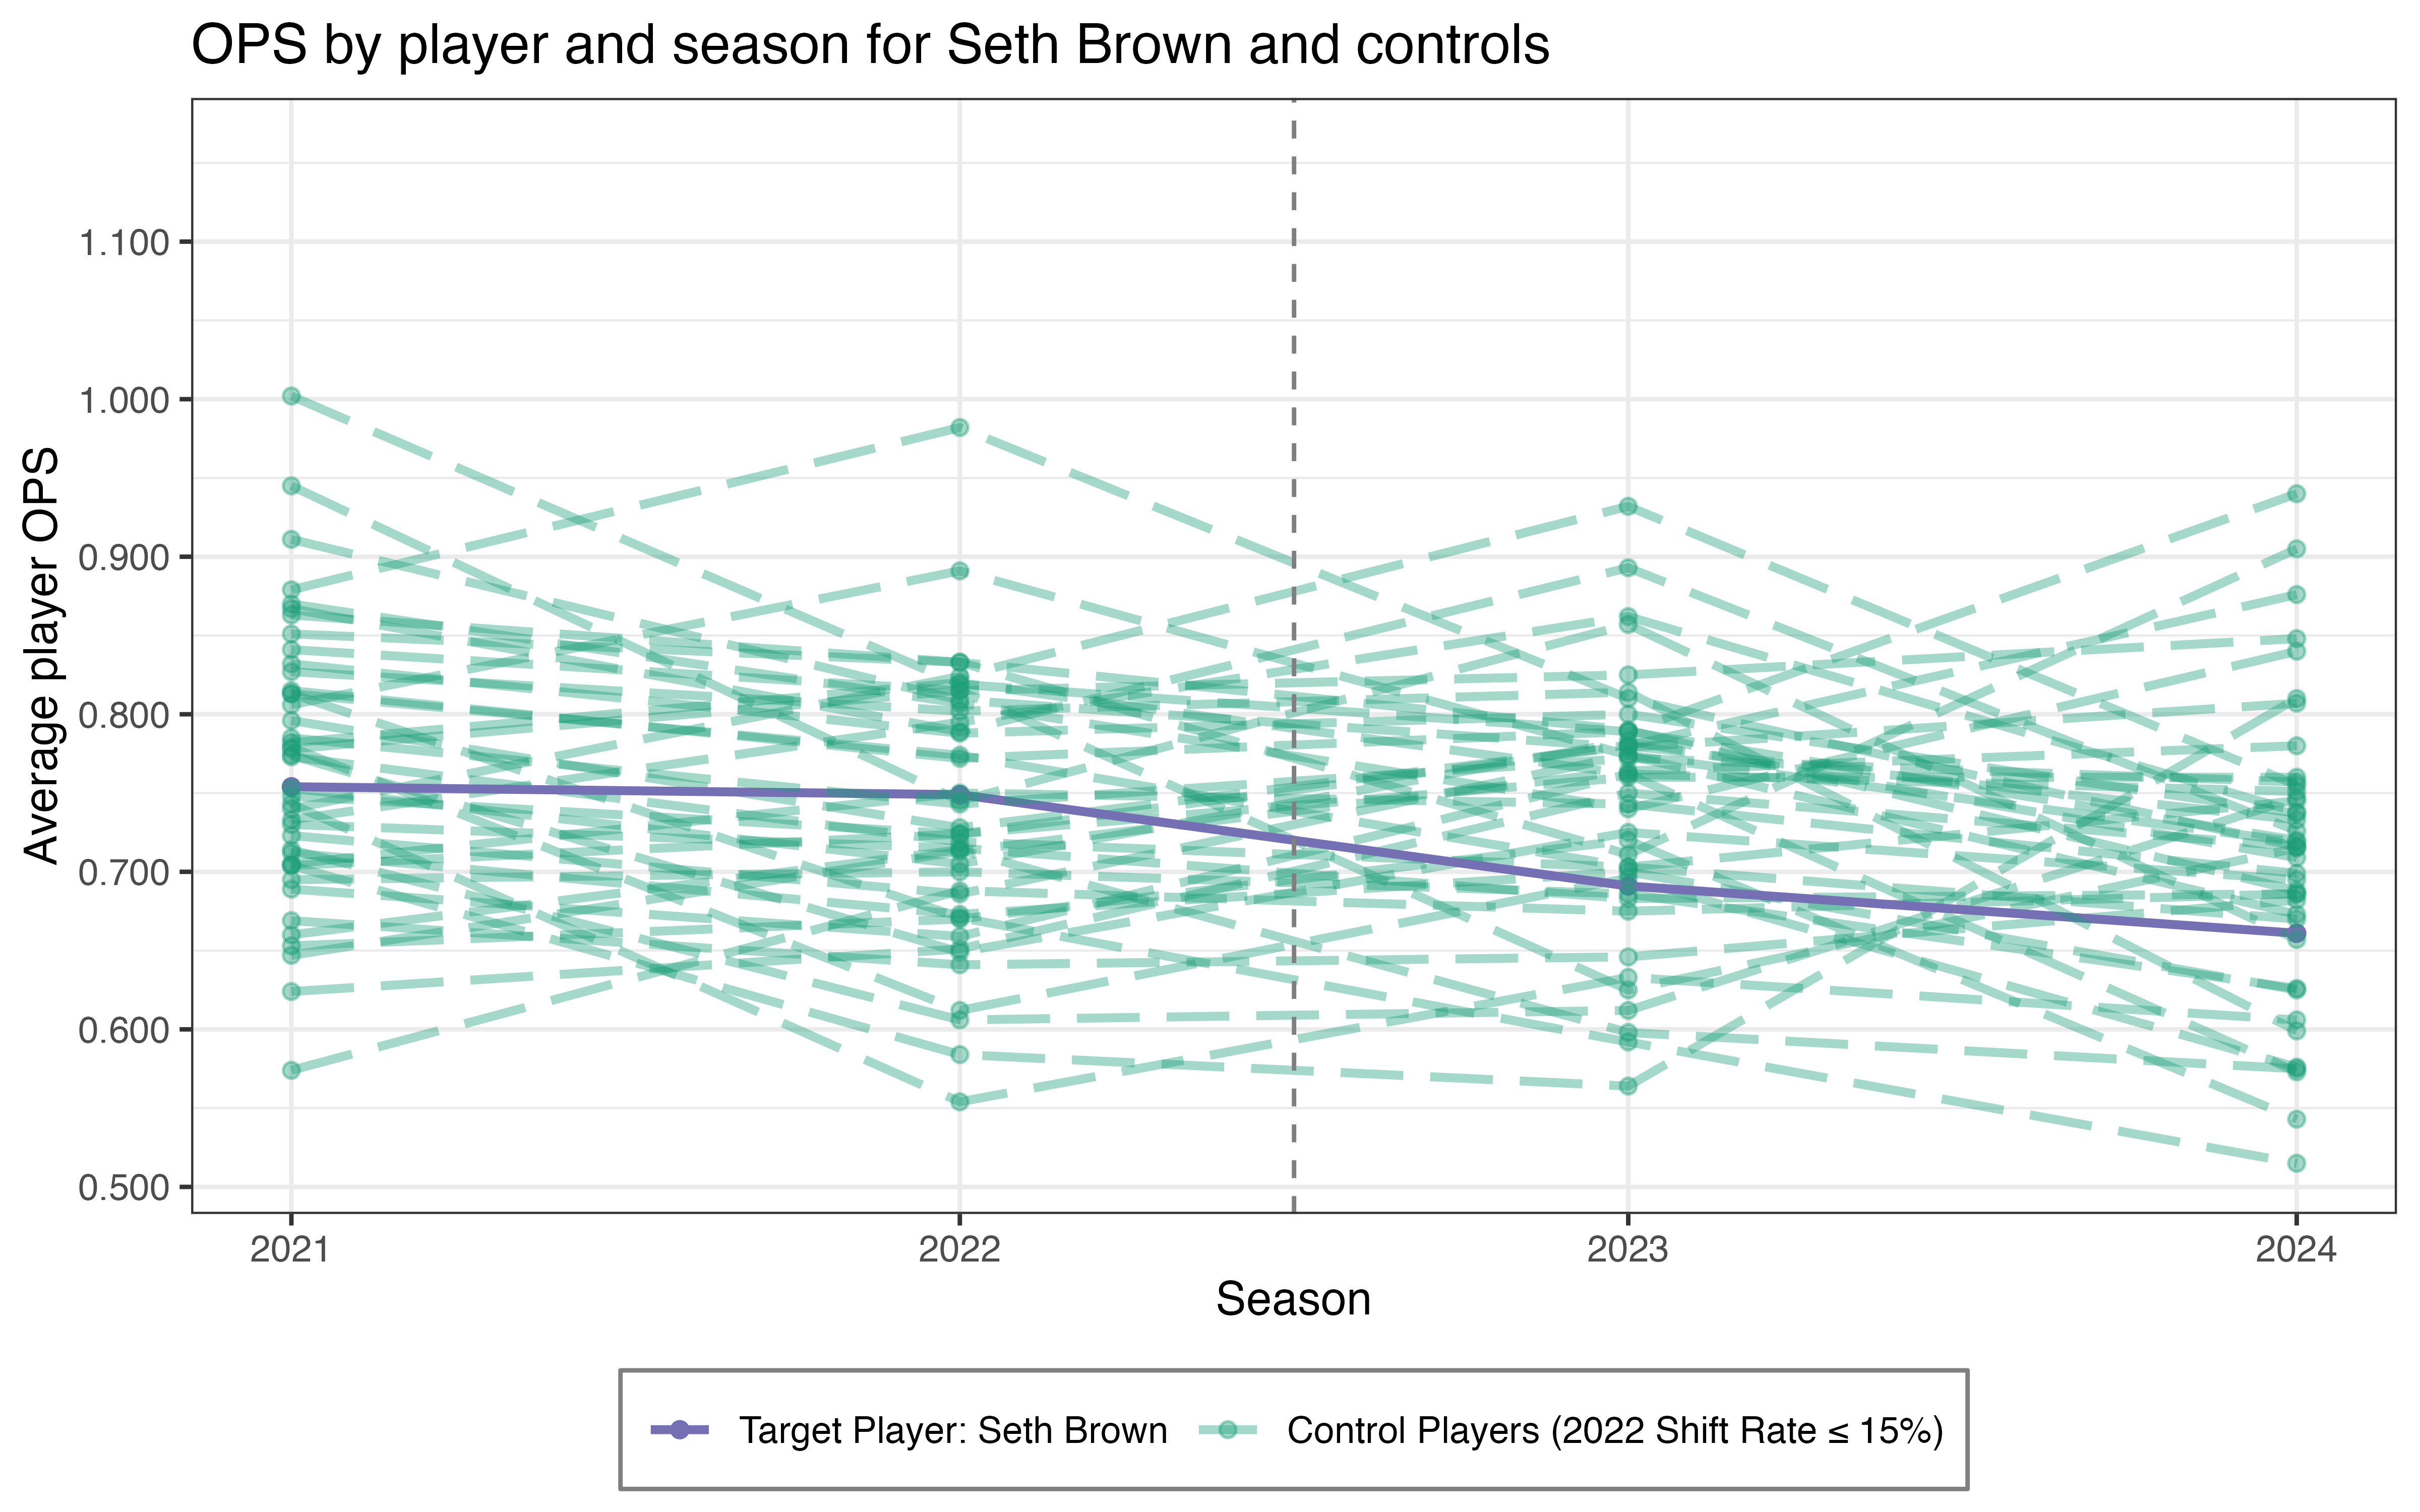 OPS by player and season for Seth Brown and controls
Average player OPS
1.100
1.000
0.900
0.800
0.700
0.600
0.500
2021
2022
2023
2024
Season
Target Player: Seth Brown
Control Players (2022 Shift Rate ≤ 15%)